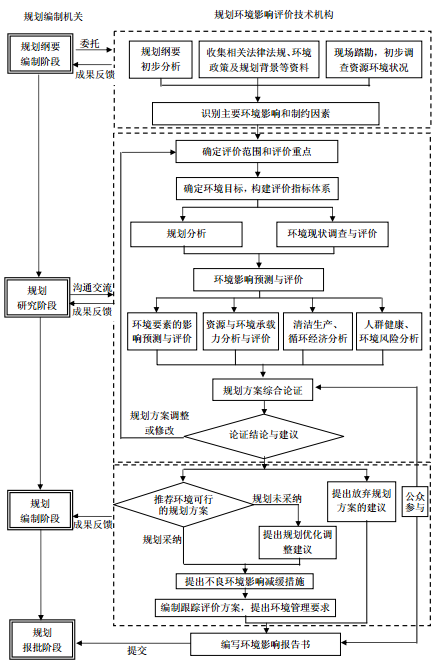 规划编制机关
规划环境影响评价技术机构
规划纲要
编制阶段
委托
成果反馈
规划纲要
初步分析
收集相关法律法规、环境
政策及规划背景等资料
现场踏勘，初步调
查资源环境状况
识别主要环境影响和制约因素
确定评价范围和评价重点
确定环境目标，构建评价指标体系
规划分析
环境现状调查与评价
规划
研究阶段
沟通交流
成果反馈
环境影响预测与评价
环境要素的影
响预测与评价
资源与环境承载
力分析与评价
清洁生产、
循环经济分析
人群健康、
环境风险分析
规划方案综合论证
规划方案调整
或修改
论证结论与建议
规划
编制阶段
成果反馈
推荐环境可行
的规划方案
规划未采纳
规划采纳
提出规划优化调
整建议
提出放弃规划
方案的建议
公众
参与
提出不良环境影响减缓措施
编制跟踪评价方案，提出环境管理要求
规划
报批阶段
提交
编写环境影响报告书